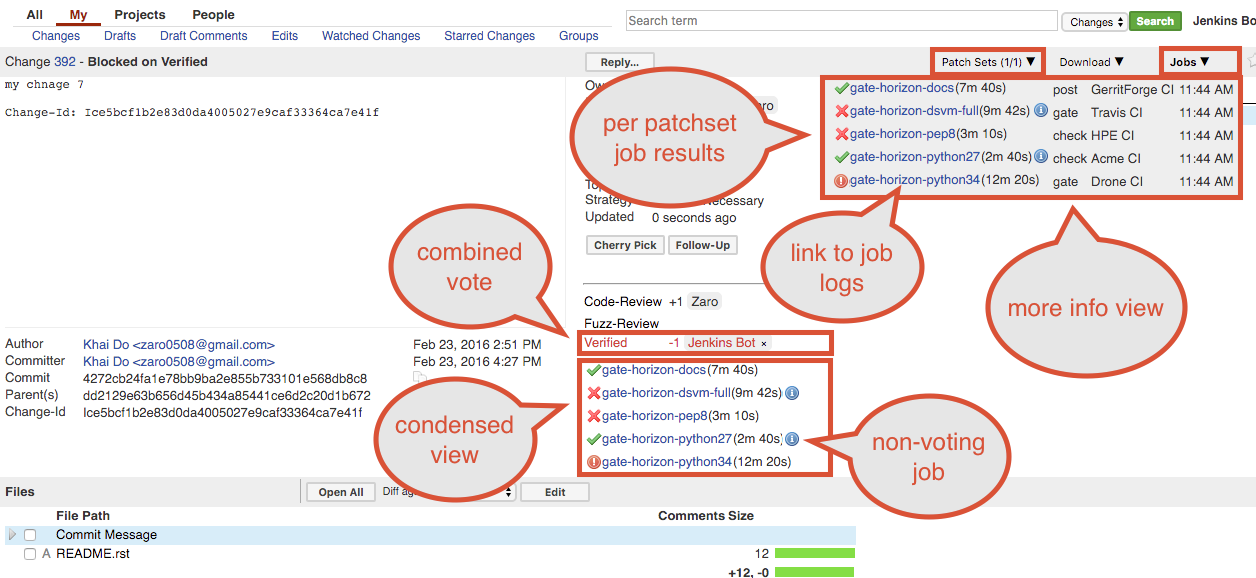 All My Projects People
Search term
Changes
Search
Jenkins Bo
Changes Drafts Draft Comments Edits Watched Changes Starred Changes Groups
Change 392 - Blocked on Verified
Reply...
Patch Sets (1/1) ▼
Download ▼
Jobs ▼
my chnage 7
Change-Id: Ice5bcf1b2e83d0da4005027e9caf33364ca7e41f
per patchset
job results
gate-horizon-docs(7m 40s) post GerritForge CI 11:44 AM
gate-horizon-dsvm-full(9m 42s) gate Travis CI 11:44 AM
gate-horizon-pep8(3m 10s) check HPE CI 11:44 AM
gate-horizon-python27(2m 40s) check Acme CI 11:44 AM
gate-horizon-python34(12m 20s) gate Drone CI 11:44 AM
Strategy
Updated 0 seconds ago
Cherry Pick
Follow-Up
combined
vote
link to job
logs
more info view
Code-Review +1 Zaro
Fuzz-Review
Verified -1 Jenkins Bot ×
gate-horizon-docs(7m 40s)
gate-horizon-dsvm-full(9m 42s)
gate-horizon-pep8(3m 10s)
gate-horizon-python27(2m 40s)
gate-horizon-python34(12m 20s)
Author Khai Do <zaro0508@gmail.com> Feb 23, 2016 2:51 PM
Committer Khai Do <zaro0508@gmail.com> Feb 23, 2016 4:27 PM
Commit 4272cb24fa1e78bb9ba2e855b733101e568db8c8
Parent(s) dd2129e63b656d45b434a85441ce6d2c20d1b672
Change-Id Ice5bcf1b2e83d0da4005027e9caf33364ca7e41f
condensed
view
non-voting
job
Files
Open All
Diff
Edit
File Path Comments Size
Commit Message
A README.rst 12
+12, -0